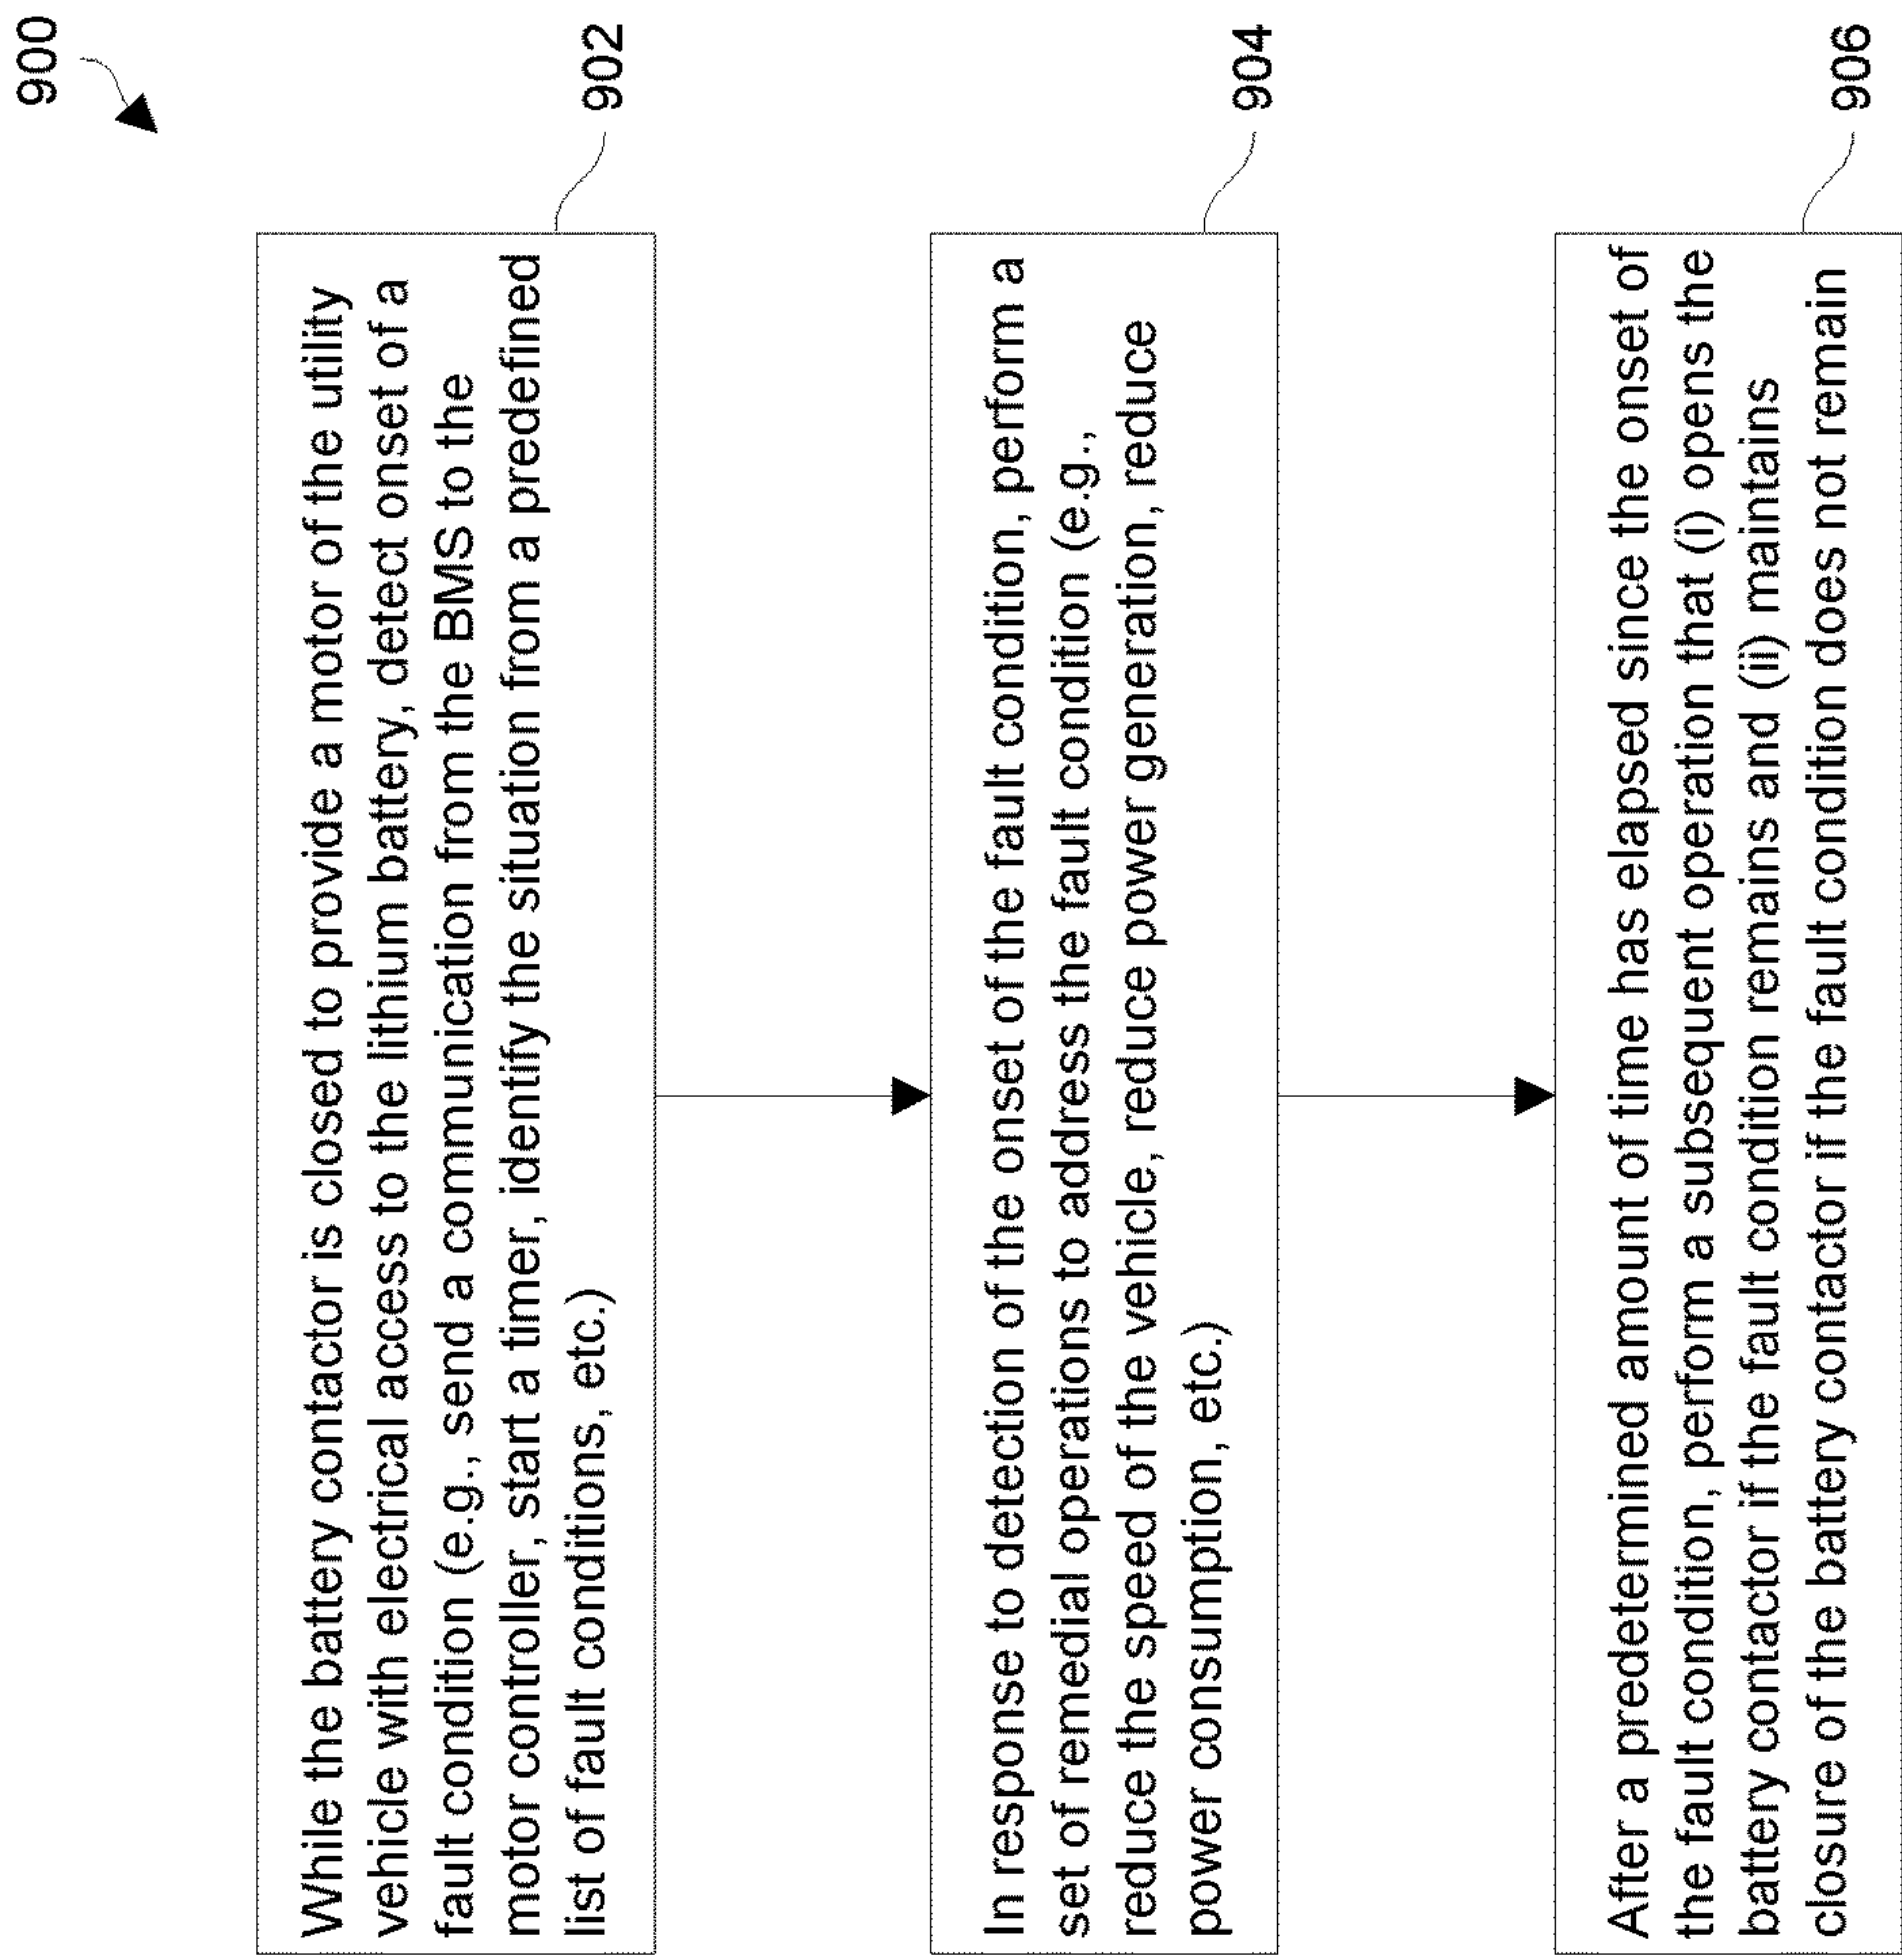 900
While the battery contactor is closed to provide a motor of the utility
vehicle with electrical access to the lithium battery, detect onset of a
fault condition (e.g., send a communication from the BMS to the
motor controller, start a timer, identify the situation from a predefined
list of fault conditions, etc.)
902
In response to detection of the onset of the fault condition, perform a
set of remedial operations to address the fault condition (e.g.,
reduce the speed of the vehicle, reduce power generation, reduce
power consumption, etc.)
904
After a predetermined amount of time has elapsed since the onset of
the fault condition, perform a subsequent operation that (i) opens the
battery contactor if the fault condition remains and (ii) maintains
closure of the battery contactor if the fault condition does not remain
906